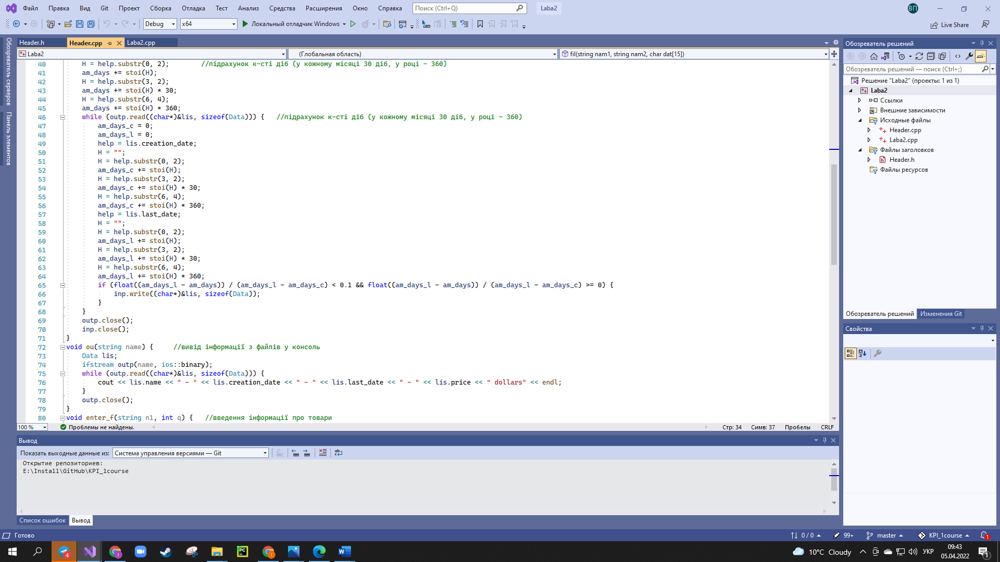 Файл Правка Вид Git Проект Сборка Отладка Тест Анализ Средства Расширения Окно Справка Поиск (Ctrl+Q) Laba2 ВП
Debug x64 Локальный отладчик Windows Live Share
Обозреватель серверов
Панель элементов
Header.h Header.cpp Laba2.cpp
Laba2 (Глобальная область) fil(string nam1, string nam2, char dat[15])
40 H = help.substr(0, 2); //підрахунок к-сті діб (у кожному місяці 30 діб, у році - 360)
41 am_days += stoi(H);
42 H = help.substr(3, 2);
43 am_days += stoi(H) * 30;
44 H = help.substr(6, 4);
45 am_days += stoi(H) * 360;
46 while (outp.read((char*)&lis, sizeof(Data))) { //підрахунок к-сті діб (у кожному місяці 30 діб, у році - 360)
47 am_days_c = 0;
48 am_days_l = 0;
49 help = lis.creation_date;
50 H = "";
51 H = help.substr(0, 2);
52 am_days_c += stoi(H);
53 H = help.substr(3, 2);
54 am_days_c += stoi(H) * 30;
55 H = help.substr(6, 4);
56 am_days_c += stoi(H) * 360;
57 help = lis.last_date;
58 H = "";
59 H = help.substr(0, 2);
60 am_days_l += stoi(H);
61 H = help.substr(3, 2);
62 am_days_l += stoi(H) * 30;
63 H = help.substr(6, 4);
64 am_days_l += stoi(H) * 360;
65 if (float((am_days_l - am_days)) / (am_days_l - am_days_c) < 0.1 && float((am_days_l - am_days)) / (am_days_l - am_days_c) >= 0) {
66 inp.write((char*)&lis, sizeof(Data));
67 }
68 }
69 outp.close();
70 inp.close();
71 }
72 void ou(string name) { //вивід інформації з файлів у консоль
73 Data lis;
74 ifstream outp(name, ios::binary);
75 while (outp.read((char*)&lis, sizeof(Data))) {
76 cout << lis.name << " - " << lis.creation_date << " - " << lis.last_date << " - " << lis.price << " dollars" << endl;
77 }
78 outp.close();
79 }
80 void enter_f(string n1, int q) { //введення інформації про товари
100 % Проблемы не найдены. Стр: 34 Симв: 37 Пробелы CRLF
Вывод
Показать выходные данные из: Система управления версиями — Git
Открытие репозиториев:
E:\Install\GitHub\KPI_1course
Список ошибок Вывод
Обозреватель решений
Обозреватель решений — поиск (Ctrl+;)
Решение "Laba2" (проекты: 1 из 1)
Laba2
Ссылки
Внешние зависимости
Исходные файлы
Header.cpp
Laba2.cpp
Файлы заголовков
Header.h
Файлы ресурсов
Обозреватель решений Изменения Git
Свойства
Готово 0 / 0 99+ master KPI_1course 1
4 PC W 10°C Cloudy УКР 09:43
05.04.2022 1